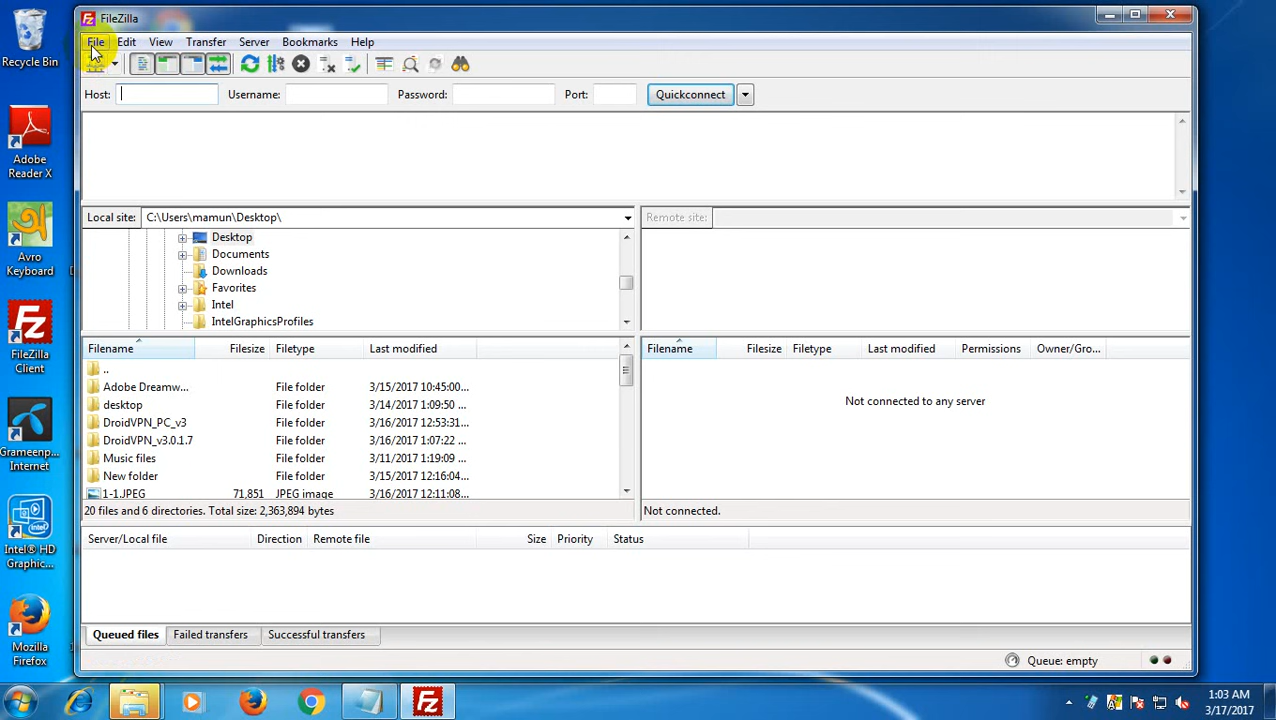 Recycle Bin
Adobe
Reader X
Avro
Keyboard
FileZilla
Client
Grameenp...
Internet
Intel® HD
Graphic...
Mozilla
Firefox
FileZilla
File Edit View Transfer Server Bookmarks Help
Host: Username: Password: Port: Quickconnect
Local site: C:\Users\mamun\Desktop\
Remote site:
Desktop
Documents
Downloads
Favorites
Intel
IntelGraphicsProfiles
Filename Filesize Filetype Last modified
..
Adobe Dreamw... File folder 3/15/2017 10:45:00...
desktop File folder 3/14/2017 1:09:50 ...
DroidVPN_PC_v3 File folder 3/16/2017 12:53:31...
DroidVPN_v3.0.1.7 File folder 3/16/2017 1:07:22 ...
Music files File folder 3/11/2017 1:19:09 ...
New folder File folder 3/15/2017 12:16:04...
1-1.JPEG 71,851 JPEG image 3/16/2017 12:11:08...
20 files and 6 directories. Total size: 2,363,894 bytes
Filename Filesize Filetype Last modified Permissions Owner/Gro...
Not connected to any server
Not connected.
Server/Local file Direction Remote file Size Priority Status
Queued files Failed transfers Successful transfers
Queue: empty
1:03 AM
3/17/2017